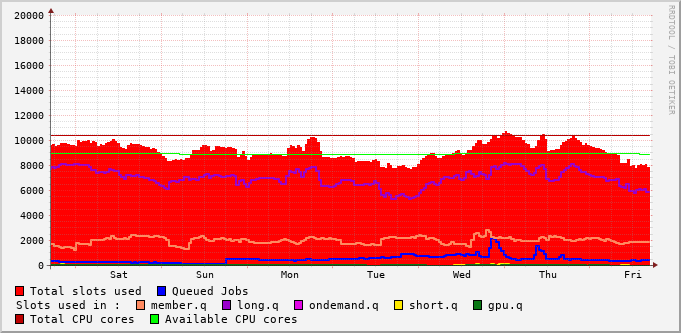 20000
18000
16000
14000
12000
10000
8000
6000
4000
2000
0
Sat Sun Mon Tue Wed Thu Fri
RRDTOOL / TOBI OETIKER
Total slots used Queued Jobs
Slots used in : member.q long.q ondemand.q short.q gpu.q
Total CPU cores Available CPU cores